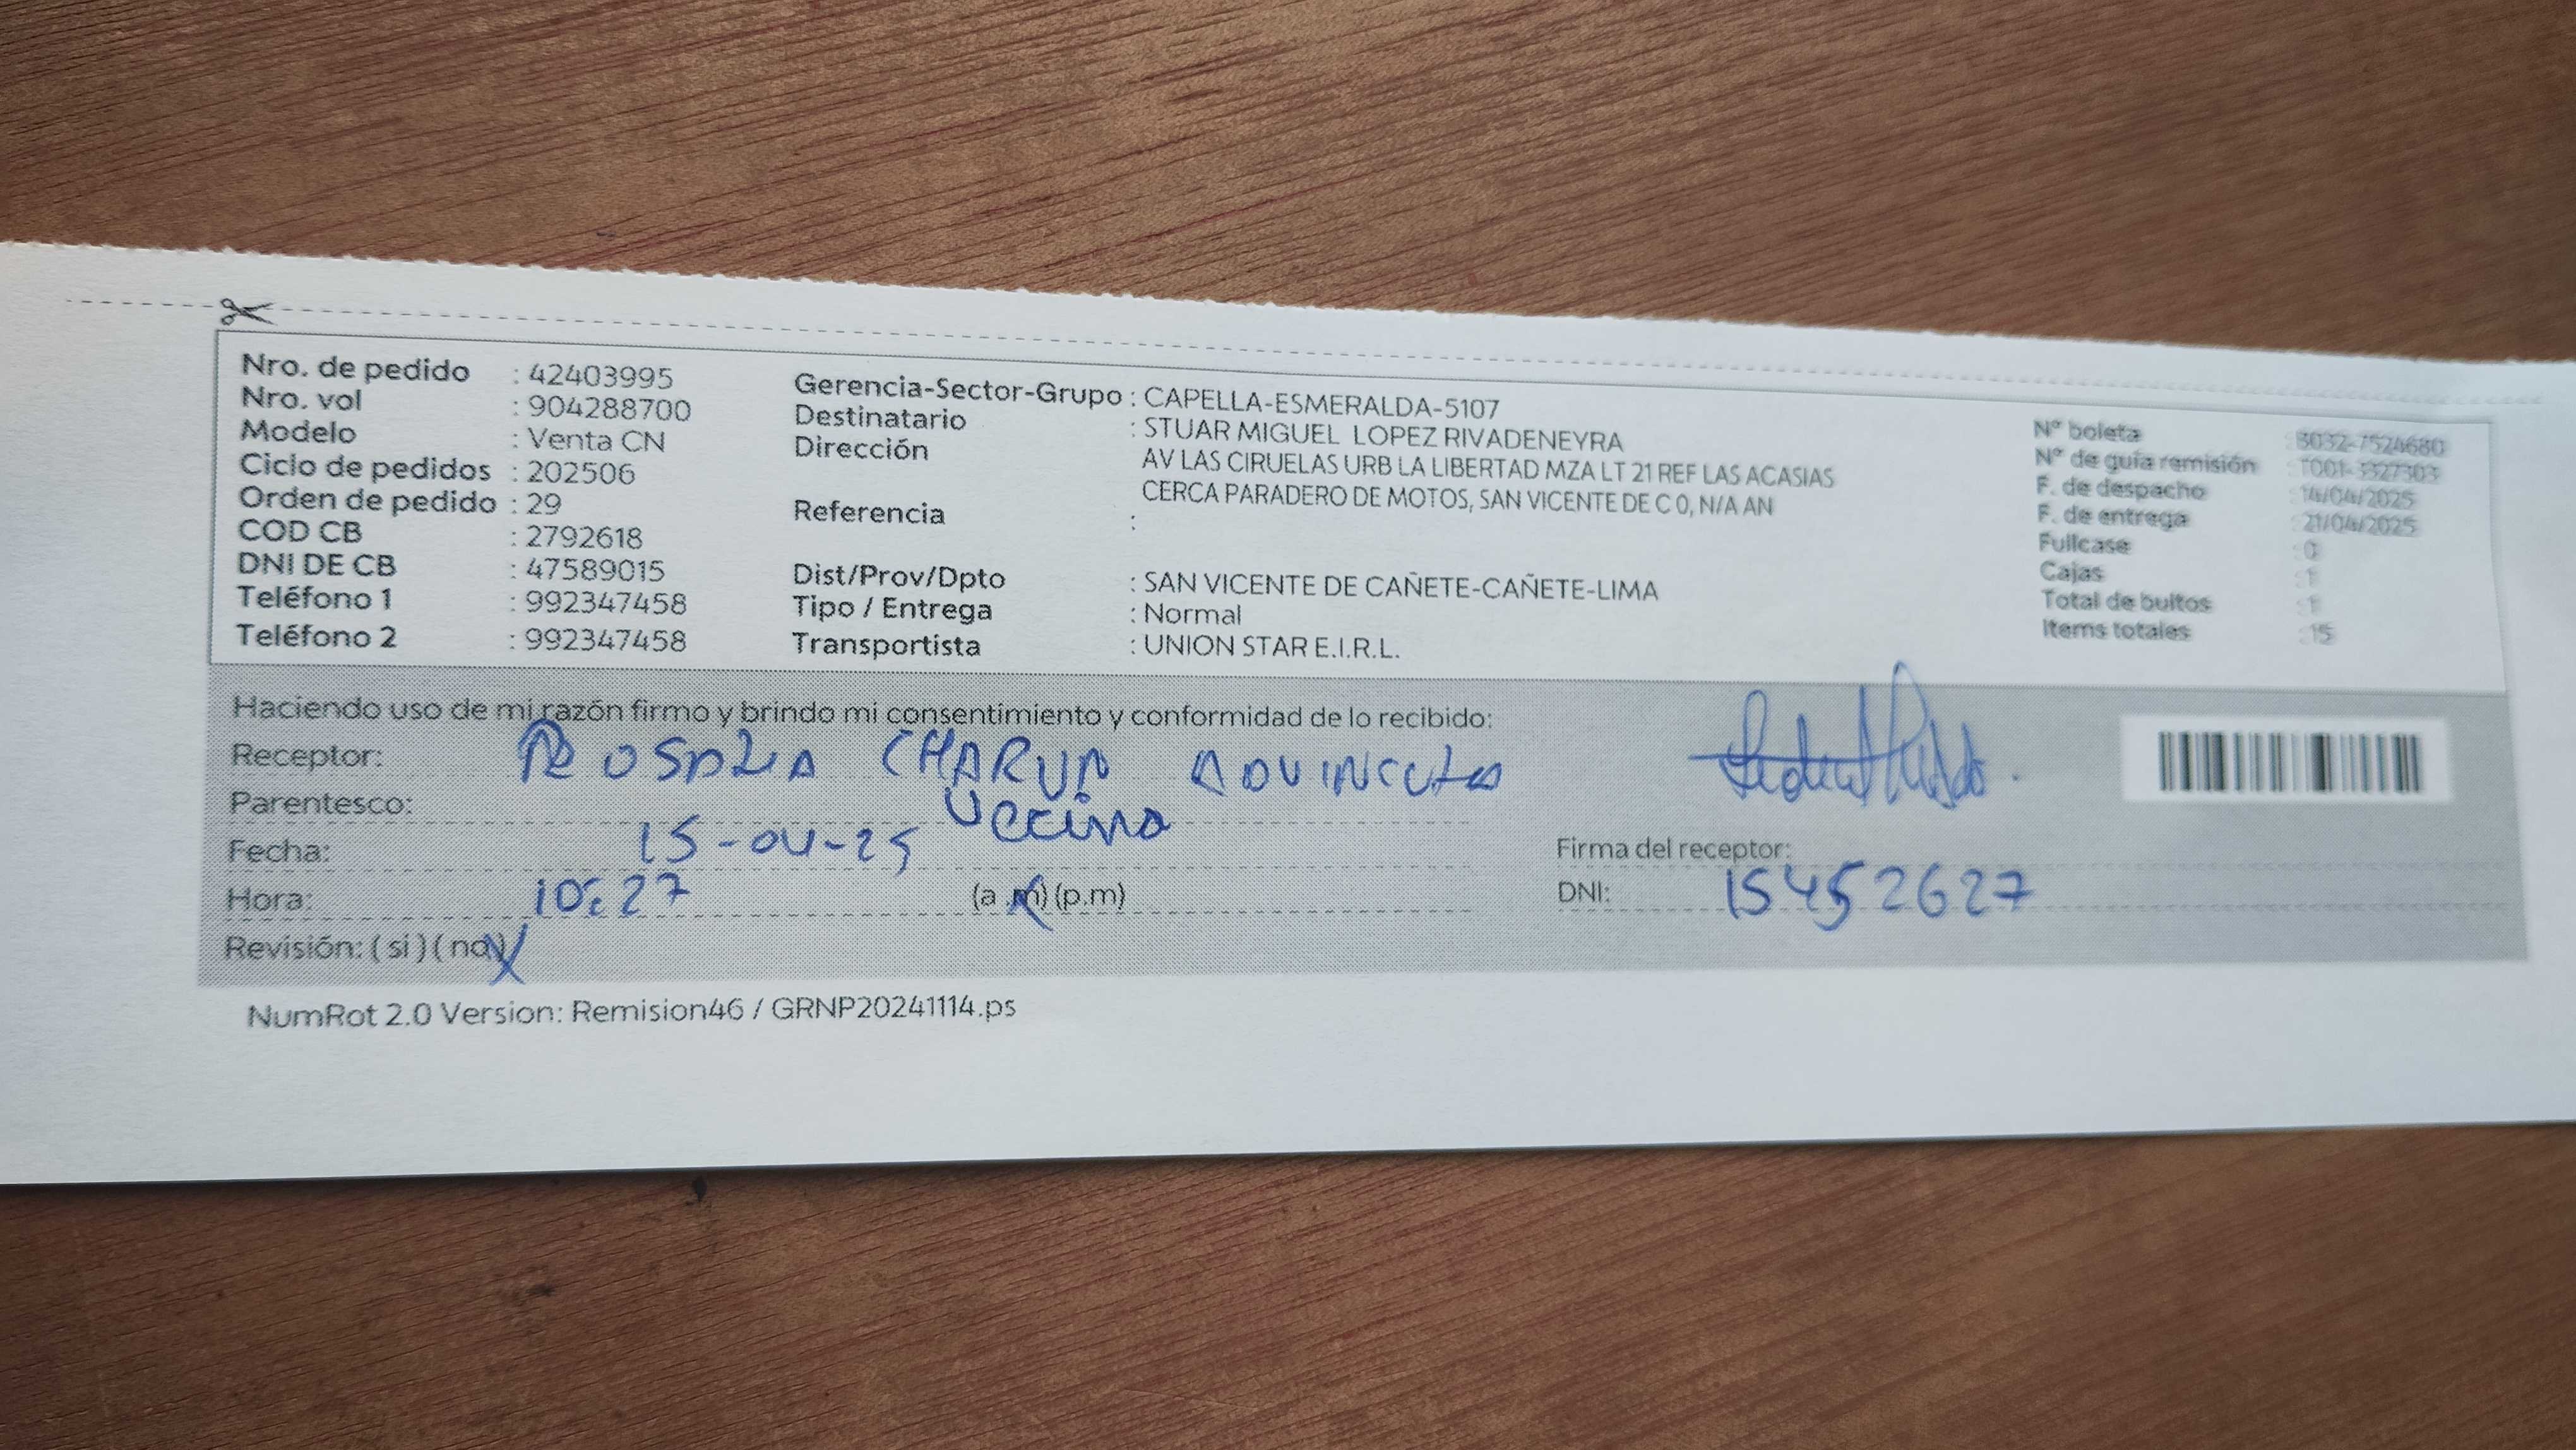 Nro. de pedido : 42403995
Nro. vol : 904288700
Modelo : Venta CN
Ciclo de pedidos : 202506
Orden de pedido : 29
COD CB : 2792618
DNI DE CB : 47589015
Teléfono 1 : 992347458
Teléfono 2 : 992347458
Gerencia-Sector-Grupo : CAPELLA-ESMERALDA-5107
Destinatario : STUAR MIGUEL LOPEZ RIVADENEYRA
Dirección AV LAS CIRUELAS URB LA LIBERTAD MZA LT 21 REF LAS ACASIAS
CERCA PARADERO DE MOTOS, SAN VICENTE DE C 0, N/A AN
Referencia :
Dist/Prov/Dpto : SAN VICENTE DE CAÑETE-CAÑETE-LIMA
Tipo / Entrega : Normal
Transportista : UNION STAR E.I.R.L.
N° boleta : B032-7524680
N° de guía remisión : T001-3327303
F. de despacho : 14/04/2025
F. de entrega : 21/04/2025
Fullcase : 0
Cajas : 1
Total de bultos : 1
Items totales : 15
Haciendo uso de mi razón firmo y brindo mi consentimiento y conformidad de lo recibido:
Receptor: ROSALIA CHARUN ADVINCULA
Parentesco: Vecina
Fecha: 15-04-25
Hora: 10:27 (a .m) (p.m)
Revisión: ( si ) ( no ) X
Firma del receptor:
DNI: 15452627
NumRot 2.0 Version: Remision46 / GRNP20241114.ps